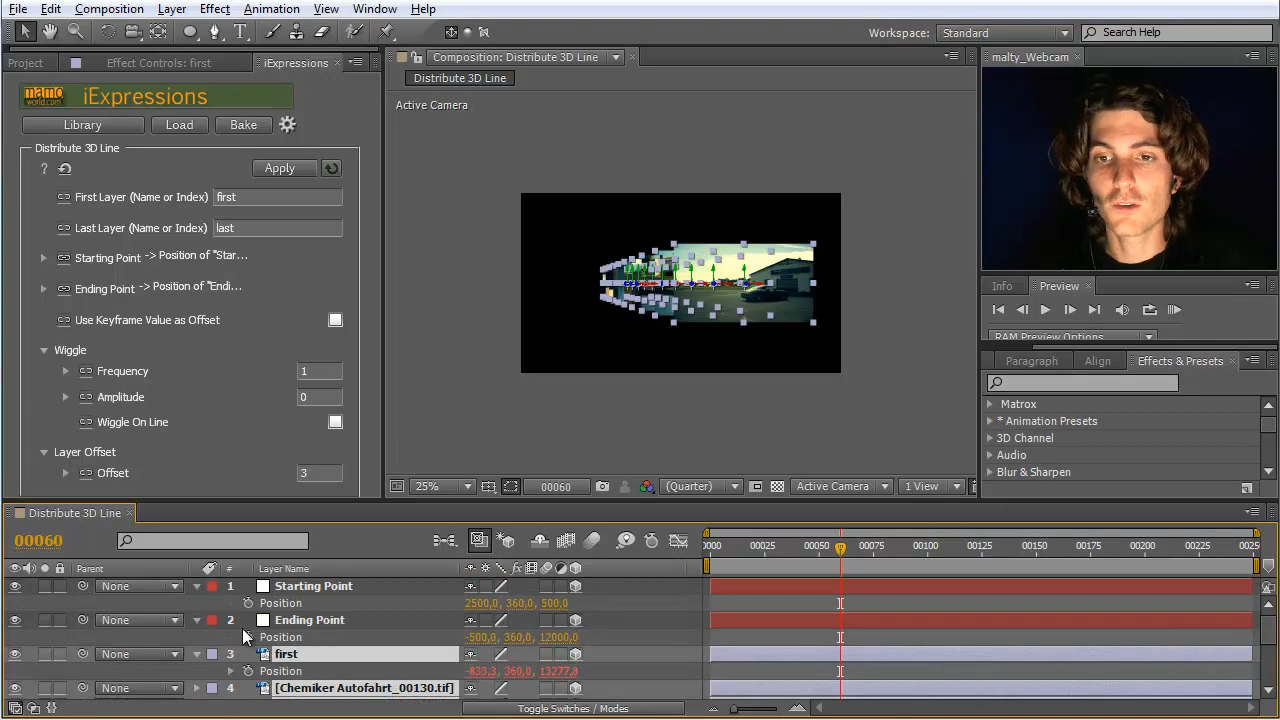 File Edit Composition Layer Effect Animation View Window Help
Workspace: Standard Search Help
Project Effect Controls: first iExpressions
Composition: Distribute 3D Line
malty_Webcam
Distribute 3D Line
mamo world.com iExpressions
Active Camera
Library Load Bake
Distribute 3D Line
? Apply
First Layer (Name or Index) first
Last Layer (Name or Index) last
Starting Point -> Position of "Star...
Ending Point -> Position of "Endi...
Use Keyframe Value as Offset
Wiggle
Frequency 1
Amplitude 0
Wiggle On Line
Layer Offset
Offset 3
Info Preview
RAM Preview Options
Paragraph Align Effects & Presets
Matrox
* Animation Presets
3D Channel
Audio
Blur & Sharpen
25% 00060 (Quarter) Active Camera 1 View
Distribute 3D Line
00060
0000 00025 00050 00075 00100 00125 00150 00175 00200 00225 0025
Parent # Layer Name
None 1 Starting Point
Position 2500,0, 360,0, 500,0
None 2 Ending Point
Position -500,0, 360,0, 12000,0
None 3 first
Position -833,3, 360,0, 13277,8
None 4 [Chemiker Autofahrt_00130.tif]
Toggle Switches / Modes